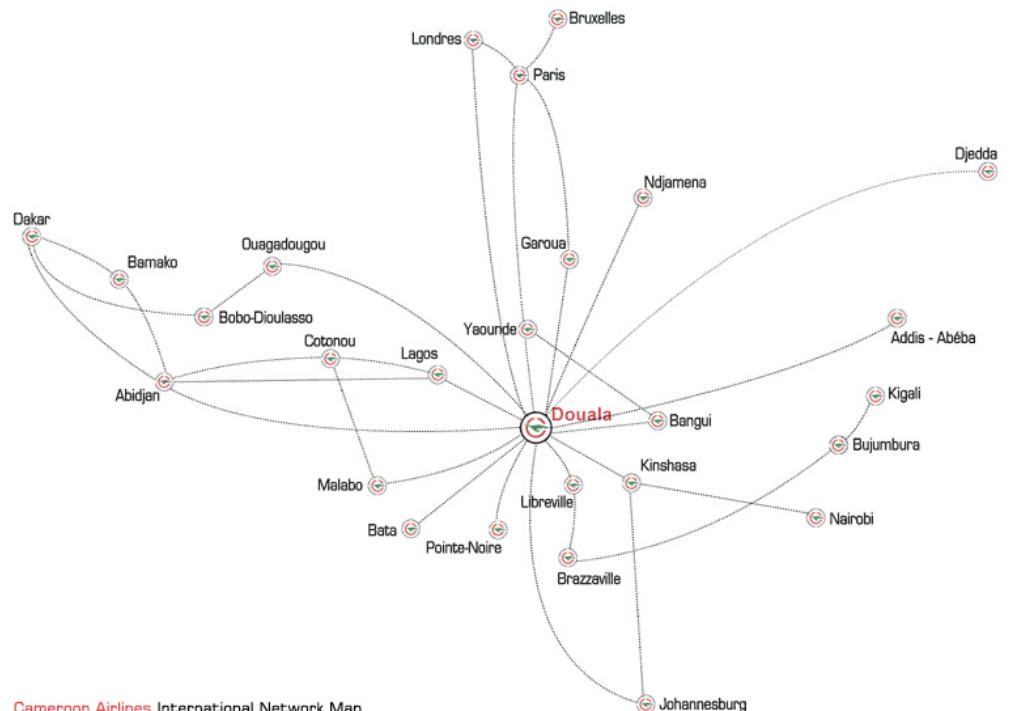 Bruxelles
Londres
Paris
Djedda
Ndjamena
Dakar
Ouagadougou
Garoua
Bamako
Bobo-Dioulasso
Yaounde
Cotonou
Addis - Abéba
Lagos
Abidjan
Kigali
Douala
Bangui
Bujumbura
Kinshasa
Malabo
Libreville
Nairobi
Bata
Pointe-Noire
Brazzaville
Johannesburg
Cameroon Airlines International Network Map